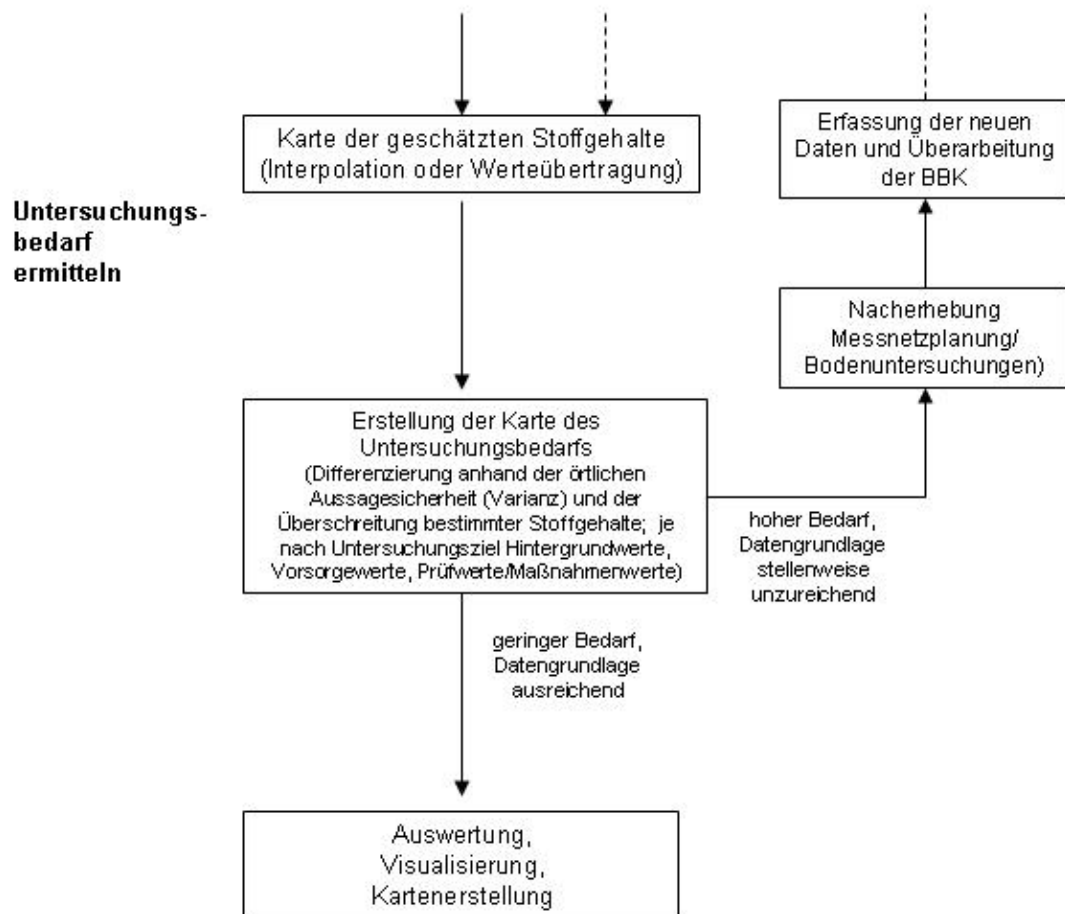 Karte der geschätzten Stoffgehalte
(Interpolation oder Werteübertragung)
Erfassung der neuen
Daten und Überarbeitung
der BBK
Untersuchungs-
bedarf
ermitteln
Nacherhebung
Messnetzplanung/
Bodenuntersuchungen)
Erstellung der Karte des
Untersuchungsbedarfs
(Differenzierung anhand der örtlichen
Aussagesicherheit (Varianz) und der
Überschreitung bestimmter Stoffgehalte; je
nach Untersuchungsziel Hintergrundwerte,
Vorsorgewerte, Prüfwerte/Maßnahmenwerte)
hoher Bedarf,
Datengrundlage
stellenweise
unzureichend
geringer Bedarf,
Datengrundlage
ausreichend
Auswertung,
Visualisierung,
Kartenerstellung